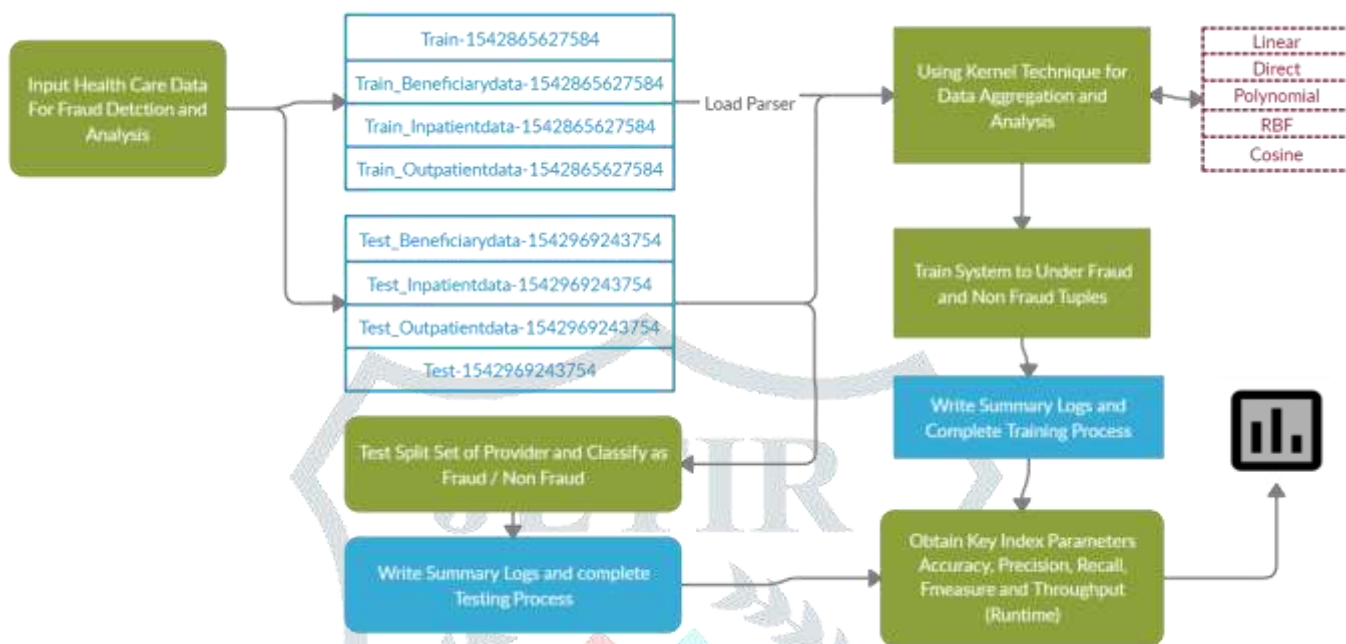 Input Health Care Data
For Fraud Detction and
Analysis
Train-1542865627584
Train_Beneficiarydata-1542865627584
Train_Inpatientdata-1542865627584
Train_Outpatientdata-1542865627584
Load Parser
Using Kernel Technique for
Data Aggregation and
Analysis
Linear
Direct
Polynomial
RBF
Cosine
Test_Beneficiarydata-1542969243754
Test_Inpatientdata-1542969243754
Test_Outpatientdata-1542969243754
Test-1542969243754
Train System to Under Fraud
and Non Fraud Tuples
Write Summary Logs and
Complete Training Process
Test Split Set of Provider and Classify as
Fraud / Non Fraud
Write Summary Logs and complete
Testing Process
Obtain Key Index Parameters
Accuracy, Precision, Recall,
Fmeasure and Throughput
(Runtime)
JETIR